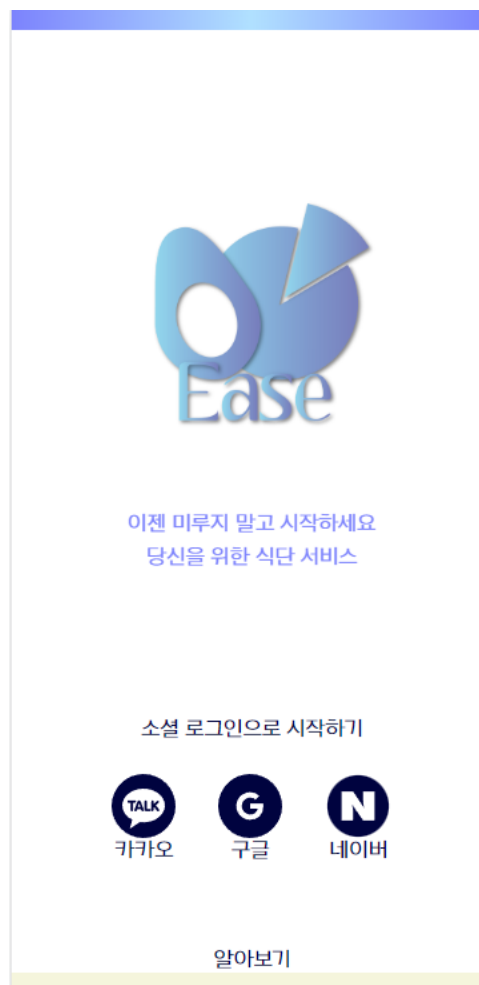 Ease
이젠 미루지 말고 시작하세요
당신을 위한 식단 서비스
소셜 로그인으로 시작하기
TALK G N
카카오 구글 네이버
알아보기